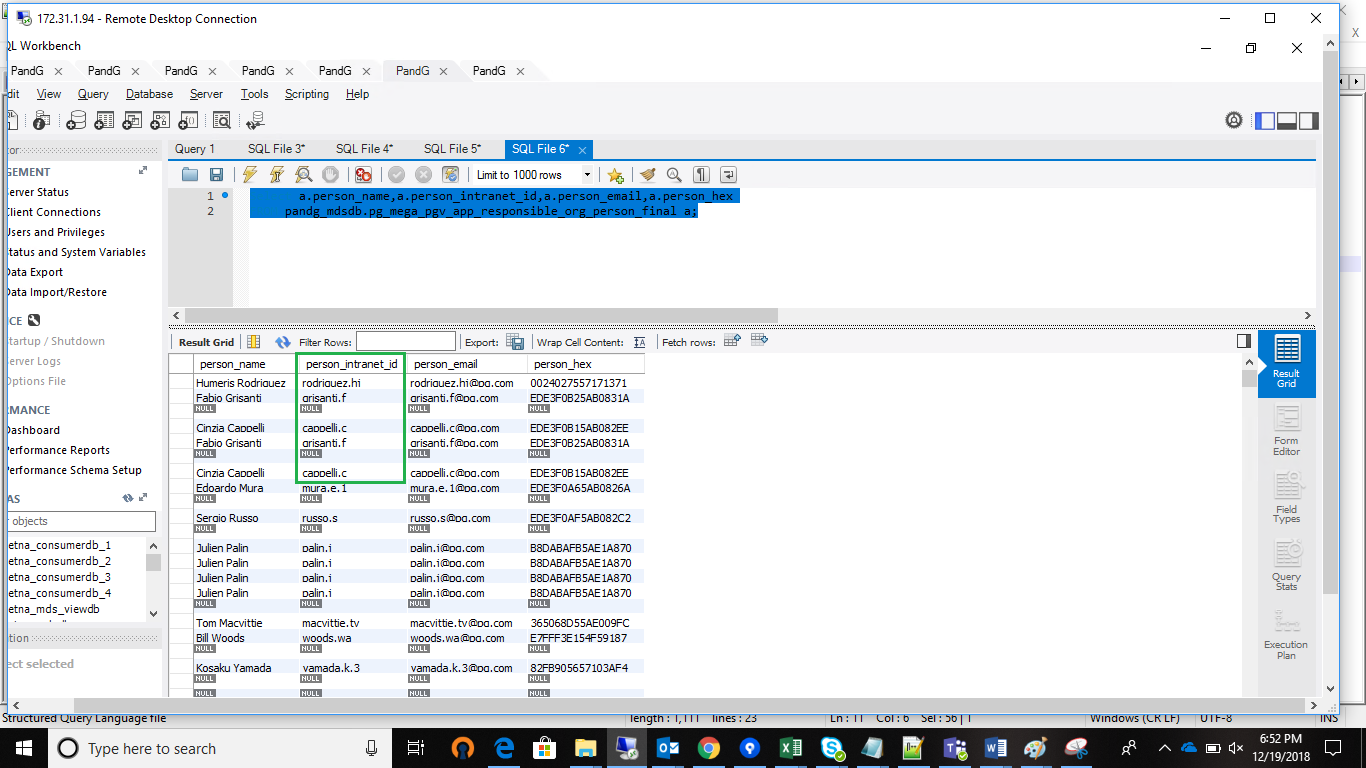 172.31.1.94 - Remote Desktop Connection
QL Workbench
PandG PandG PandG PandG PandG PandG PandG
dit View Query Database Server Tools Scripting Help
tor
Query 1 SQL File 3* SQL File 4* SQL File 5* SQL File 6*
GEMENT
erver Status
lient Connections
sers and Privileges
tatus and System Variables
ata Export
ata Import/Restore
Limit to 1000 rows
1 a.person_name,a.person_intranet_id,a.person_email,a.person_hex
2 pandg_mdsdb.pg_mega_pgv_app_responsible_org_person_final a;
CE
tartup / Shutdown
erver Logs
ptions File
RMANCE
ashboard
erformance Reports
erformance Schema Setup
AS
r objects
etna_consumerdb_1
etna_consumerdb_2
etna_consumerdb_3
etna_consumerdb_4
etna_mds_viewdb
tion
ect selected
Result Grid Filter Rows: Export: Wrap Cell Content: IA Fetch rows:
person_name person_intranet_id person_email person_hex
Humeris Rodriguez rodriguez.hi rodriguez.hi@pg.com 0024027557171371
Fabio Grisanti grisanti.f grisanti.f@pg.com EDE3F0B25AB0831A
NULL NULL NULL NULL
Cinzia Cappelli cappelli.c cappelli.c@pg.com EDE3F0B15AB082EE
Fabio Grisanti grisanti.f grisanti.f@pg.com EDE3F0B25AB0831A
NULL NULL NULL NULL
Cinzia Cappelli cappelli.c cappelli.c@pg.com EDE3F0B15AB082EE
Edoardo Mura mura.e.1 mura.e.1@pg.com EDE3F0A65AB0826A
NULL NULL NULL NULL
Sergio Russo russo.s russo.s@pg.com EDE3F0AF5AB082C2
NULL NULL NULL NULL
Julien Palin palin.j palin.j@pg.com B8DABAFB5AE1A870
Julien Palin palin.j palin.j@pg.com B8DABAFB5AE1A870
Julien Palin palin.j palin.j@pg.com B8DABAFB5AE1A870
Julien Palin palin.j palin.j@pg.com B8DABAFB5AE1A870
NULL NULL NULL NULL
Tom Macvittie macvittie.tv macvittie.tv@pg.com 365068D55AE009FC
Bill Woods woods.wa woods.wa@pg.com E7FFF3E154F59187
NULL NULL NULL NULL
Kosaku Yamada yamada.k.3 yamada.k.3@pg.com 82FB905657103AF4
NULL NULL NULL NULL
NULL NULL NULL NULL
Result
Grid
Form
Editor
Field
Types
Query
Stats
Execution
Plan
Structured Query Language file length : 1,111 lines : 23 Ln : 11 Col : 6 Sel : 56 | 1 Windows (CR LF) UTF-8 INS
Type here to search
6:52 PM
12/19/2018